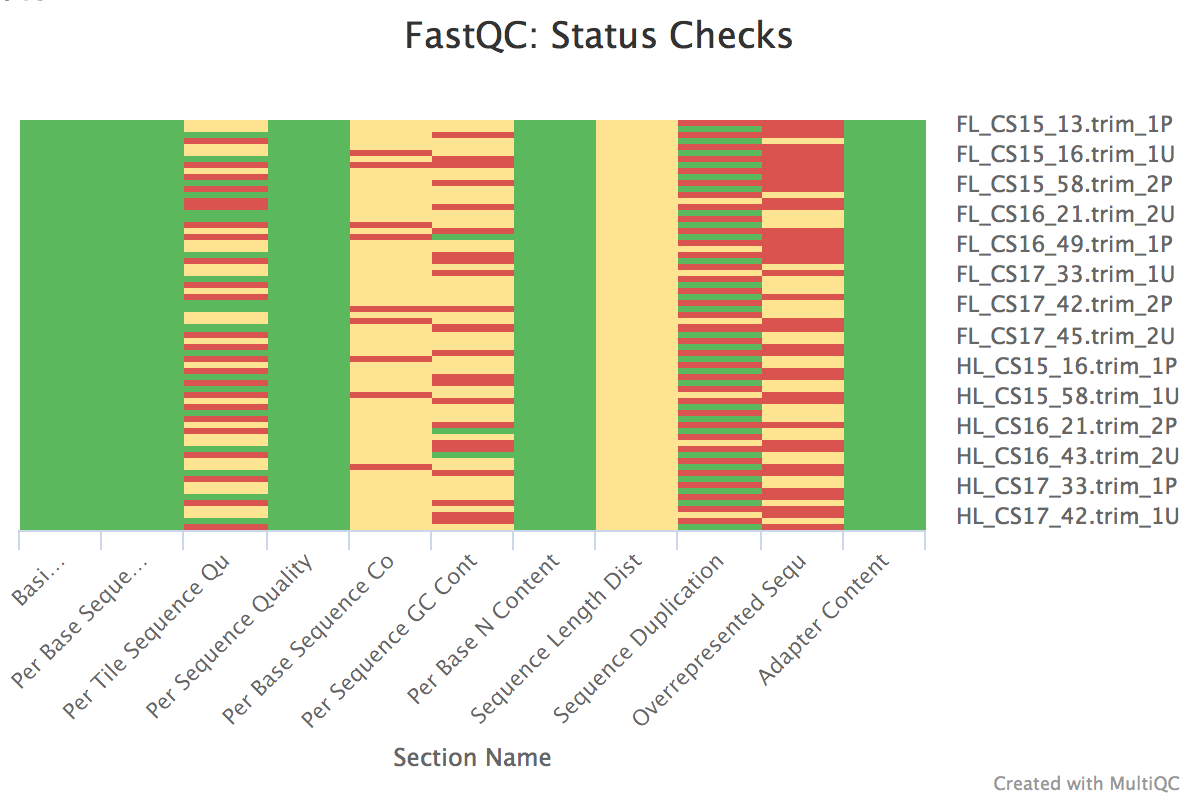 FastQC: Status Checks
FL_CS15_13.trim_1P
FL_CS15_16.trim_1U
FL_CS15_58.trim_2P
FL_CS16_21.trim_2U
FL_CS16_49.trim_1P
FL_CS17_33.trim_1U
FL_CS17_42.trim_2P
FL_CS17_45.trim_2U
HL_CS15_16.trim_1P
HL_CS15_58.trim_1U
HL_CS16_21.trim_2P
HL_CS16_43.trim_2U
HL_CS17_33.trim_1P
HL_CS17_42.trim_1U
Basi...
Per Base Seque...
Per Tile Sequence Qu
Per Sequence Quality
Per Base Sequence Co
Per Sequence GC Cont
Per Base N Content
Sequence Length Dist
Sequence Duplication
Overrepresented Sequ
Adapter Content
Section Name
Created with MultiQC